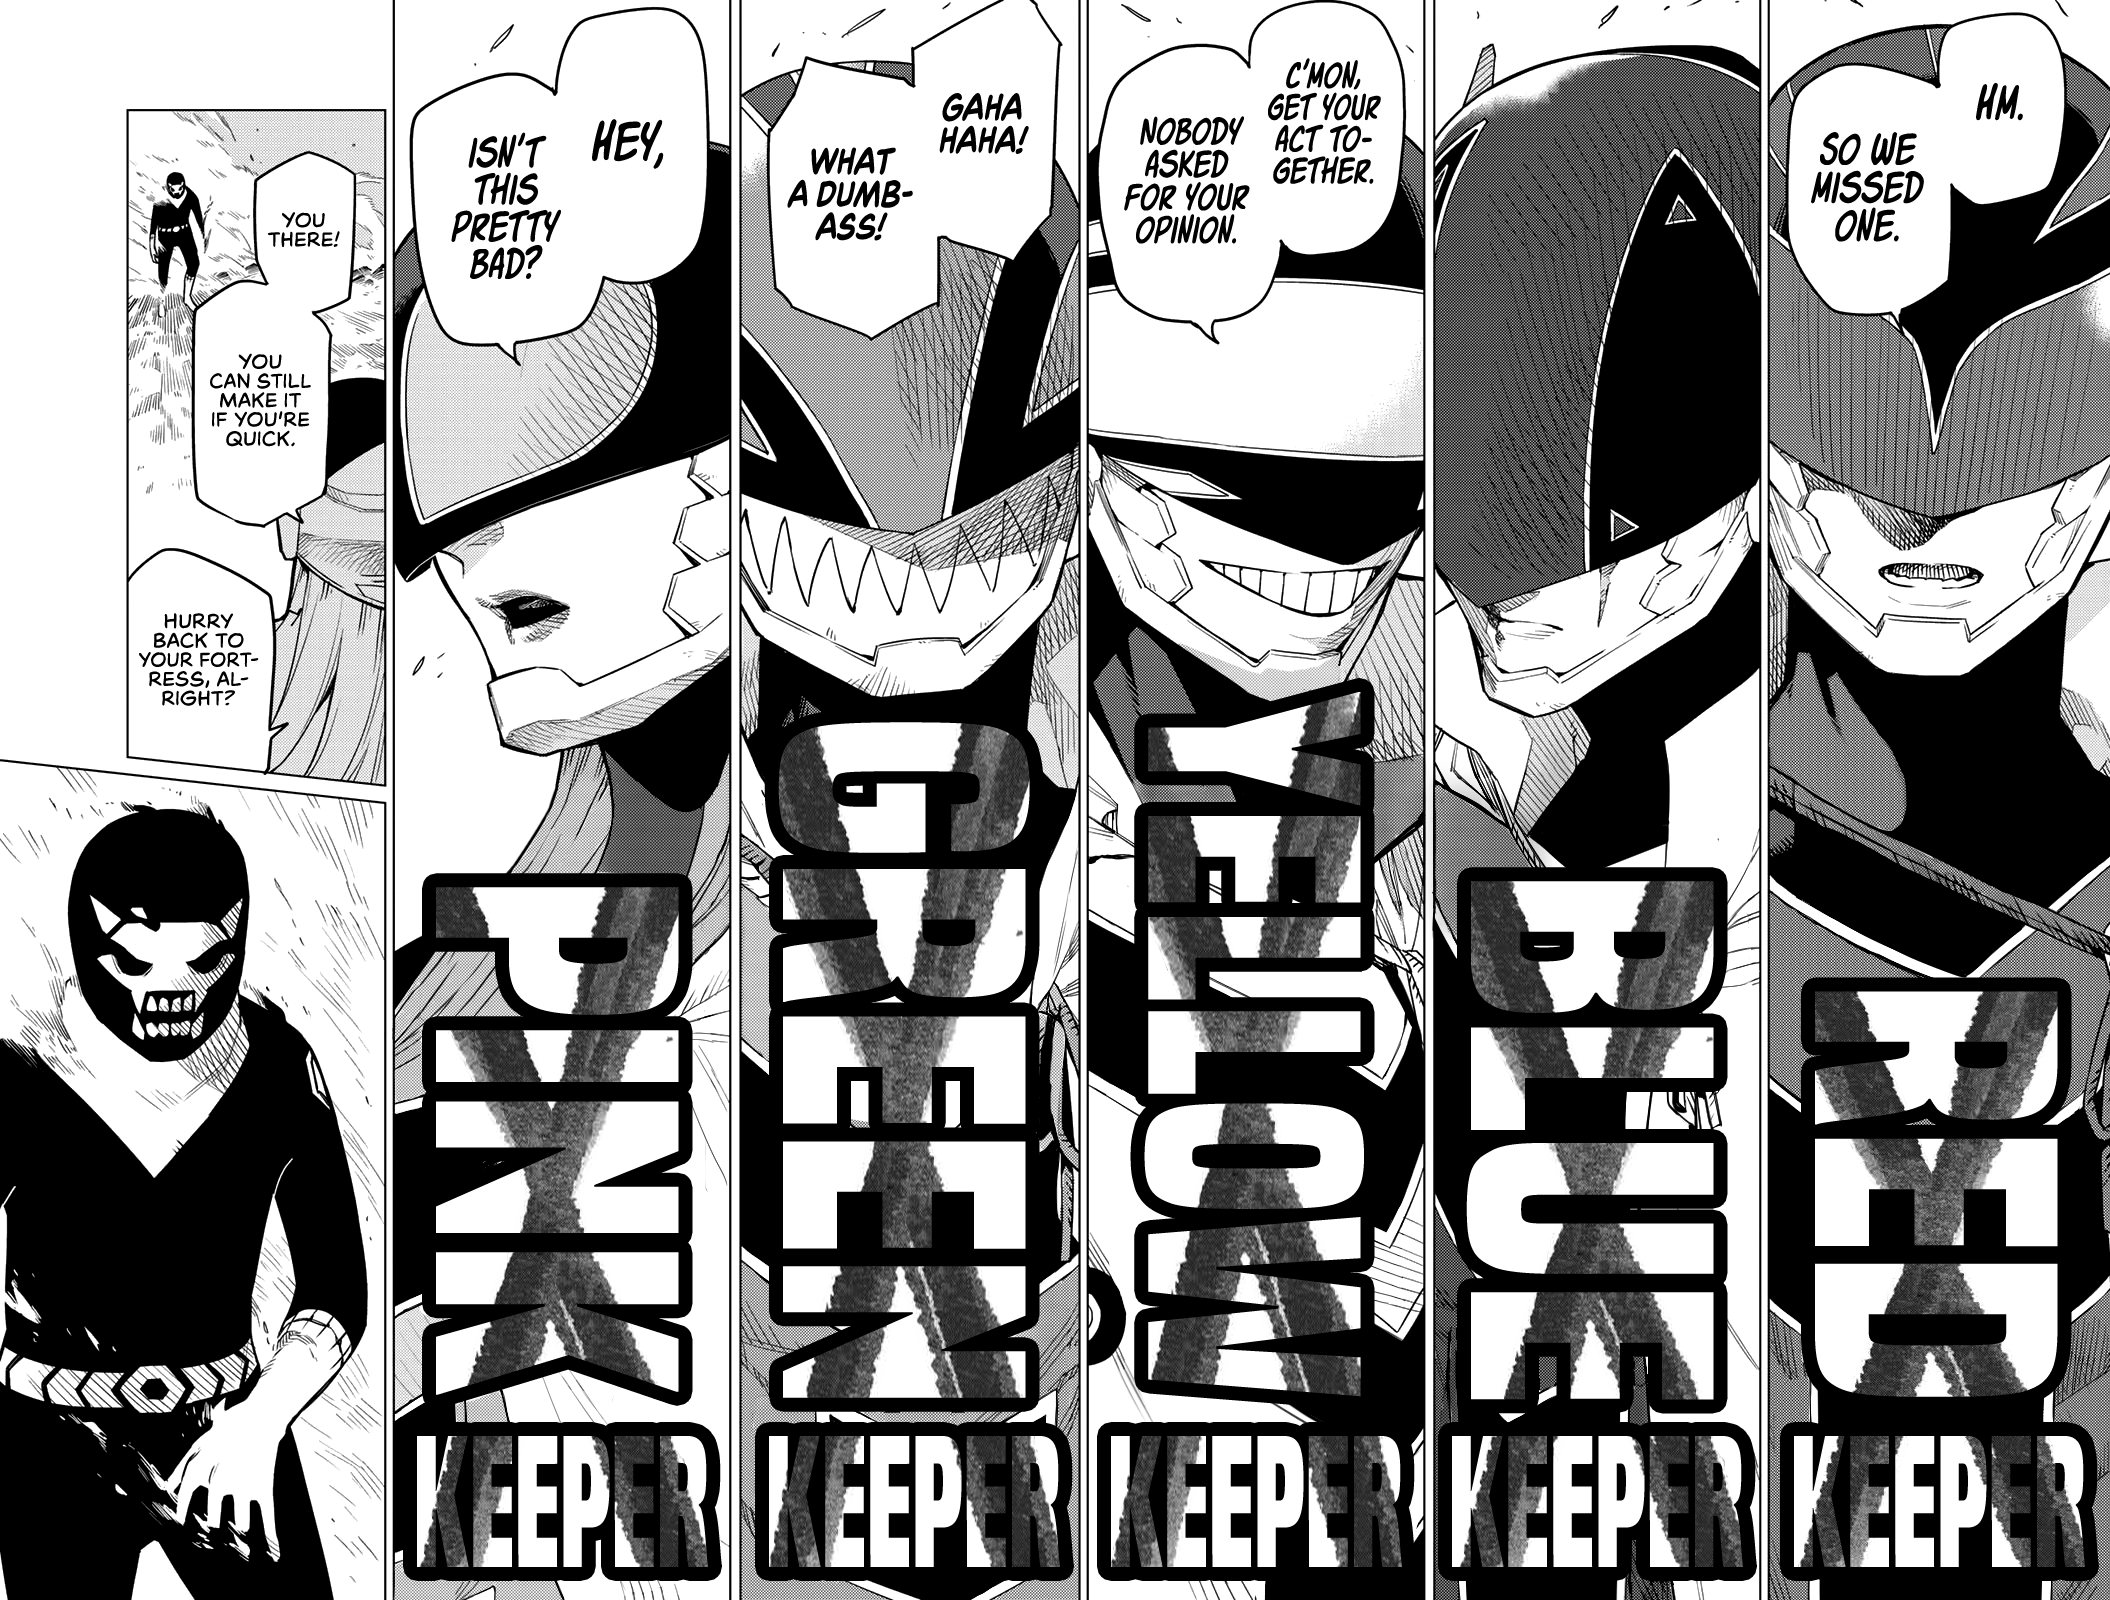 HM.
SO WE
MISSED
ONE.
RED
KEEPER
BLUE
KEEPER
C'MON,
GET YOUR
ACT TO-
GETHER.
NOBODY
ASKED
FOR YOUR
OPINION.
YELLOW
KEEPER
GAHA
HAHA!
WHAT
A DUMB-
ASS!
GREEN
KEEPER
HEY,
ISN'T
THIS
PRETTY
BAD?
PINK
KEEPER
YOU
THERE!
YOU
CAN STILL
MAKE IT
IF YOU'RE
QUICK.
HURRY
BACK TO
YOUR FORT-
RESS, AL-
RIGHT?